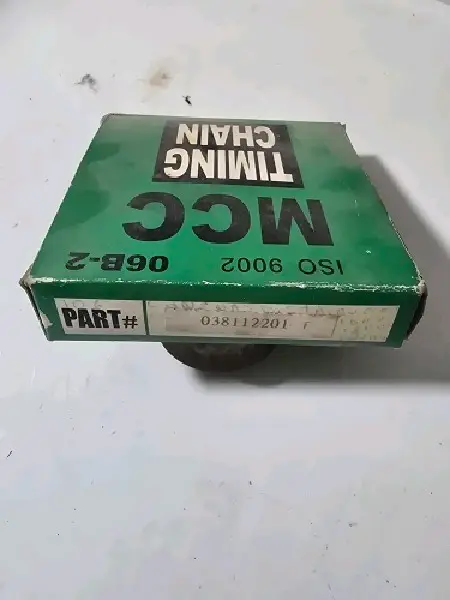 TIMING
CHAIN
MCC
ISO 9002 06B-2
PART# 038112201